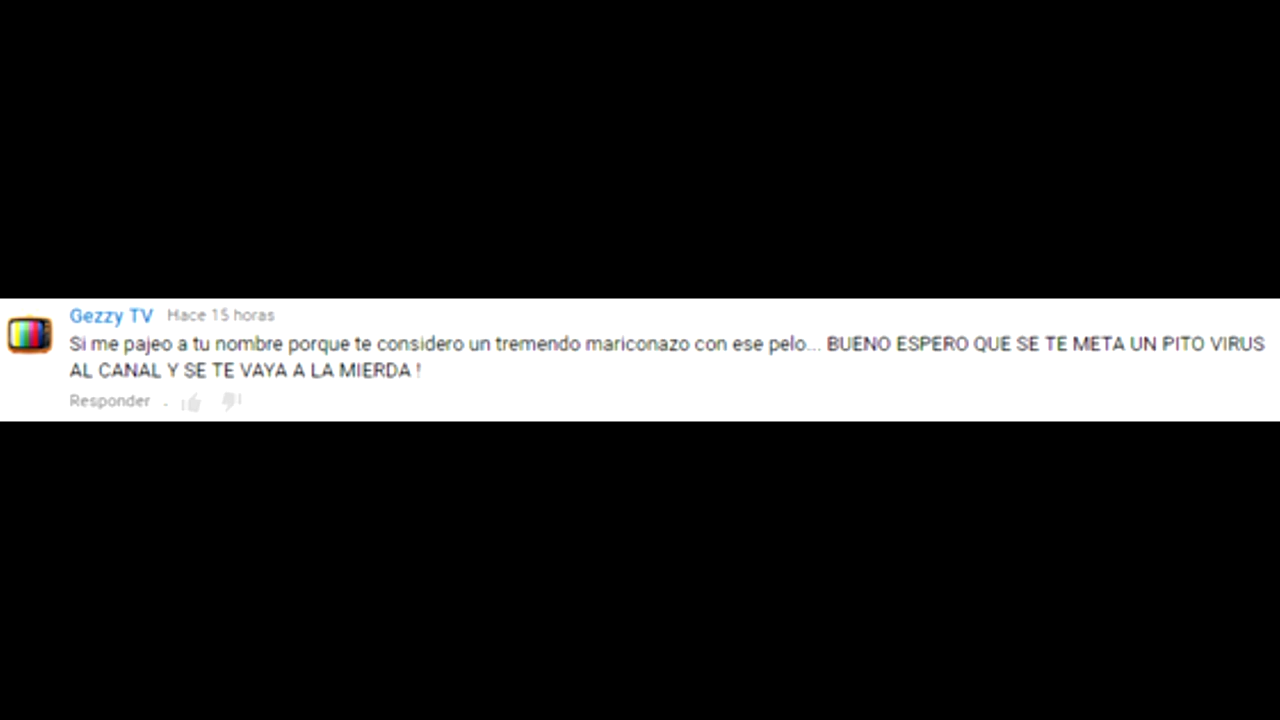 Gezzy TV Hace 15 horas
Si me pajeo a tu nombre porque te considero un tremendo mariconazo con ese pelo... BUENO ESPERO QUE SE TE META UN PITO VIRUS
AL CANAL Y SE TE VAYA A LA MIERDA !
Responder .